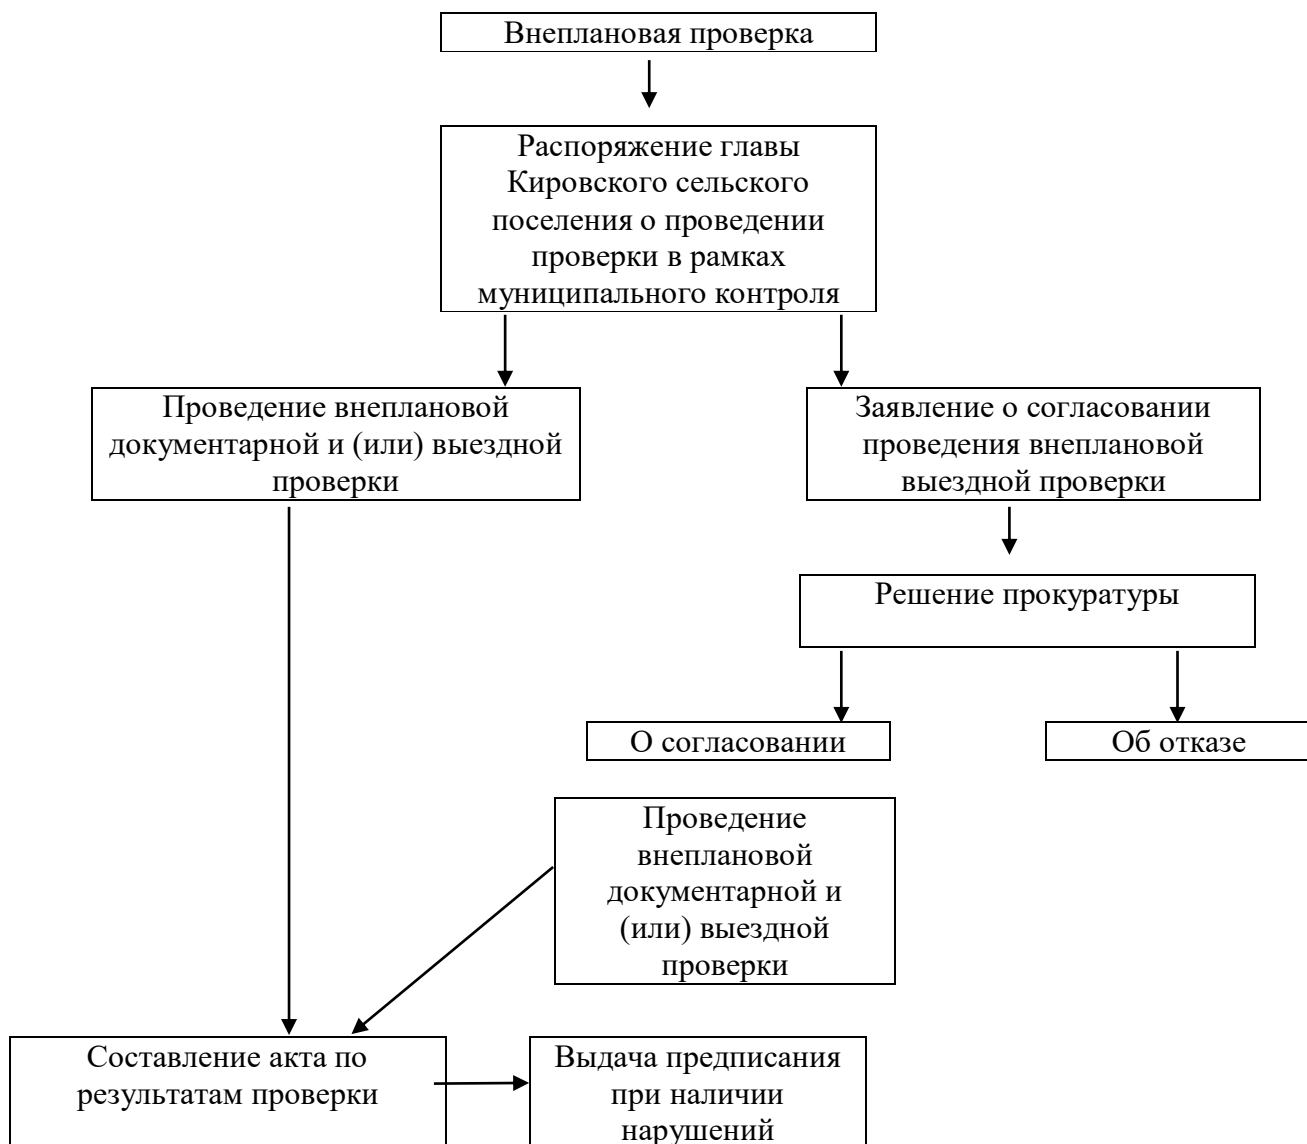 Внеплановая проверка
Распоряжение главы
Кировского сельского
поселения о проведении
проверки в рамках
муниципального контроля
Проведение внеплановой
документарной и (или) выездной
проверки
Заявление о согласовании
проведения внеплановой
выездной проверки
Решение прокуратуры
О согласовании
Об отказе
Проведение
внеплановой
документарной и
(или) выездной
проверки
Составление акта по
результатам проверки
Выдача предписания
при наличии
нарушений